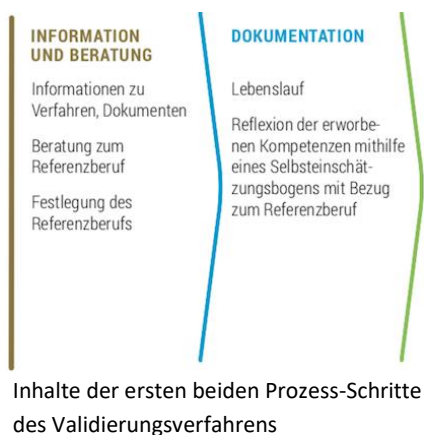 INFORMATION
UND BERATUNG
Informationen zu
Verfahren, Dokumenten
Beratung zum
Referenzberuf
Festlegung des
Referenzberufs
DOKUMENTATION
Lebenslauf
Reflexion der erworbe-
nen Kompetenzen mithilfe
eines Selbsteinschät-
zungsbogens mit Bezug
zum Referenzberuf
Inhalte der ersten beiden Prozess-Schritte
des Validierungsverfahrens